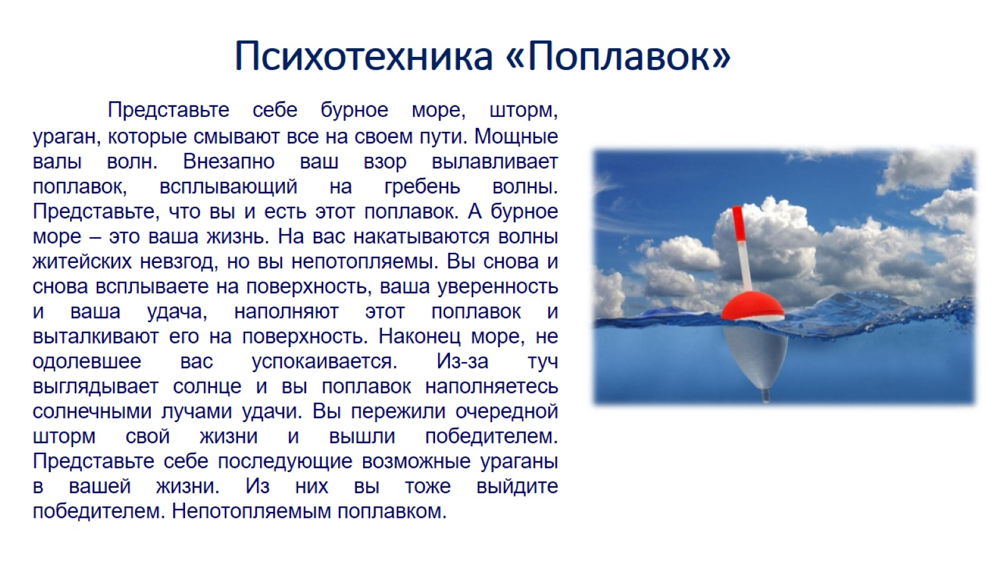 Психотехника «Поплавок»
Представьте себе бурное море, шторм,
ураган, которые смывают все на своем пути. Мощные
валы волн. Внезапно ваш взор вылавливает
поплавок, всплывающий на гребень волны.
Представьте, что вы и есть этот поплавок. А бурное
море – это ваша жизнь. На вас накатываются волны
житейских невзгод, но вы непотопляемы. Вы снова и
снова всплываете на поверхность, ваша уверенность
и ваша удача, наполняют этот поплавок и
выталкивают его на поверхность. Наконец море, не
одолевшее вас успокаивается. Из-за туч
выглядывает солнце и вы поплавок наполняетесь
солнечными лучами удачи. Вы пережили очередной
шторм свой жизни и вышли победителем.
Представьте себе последующие возможные ураганы
в вашей жизни. Из них вы тоже выйдите
победителем. Непотопляемым поплавком.